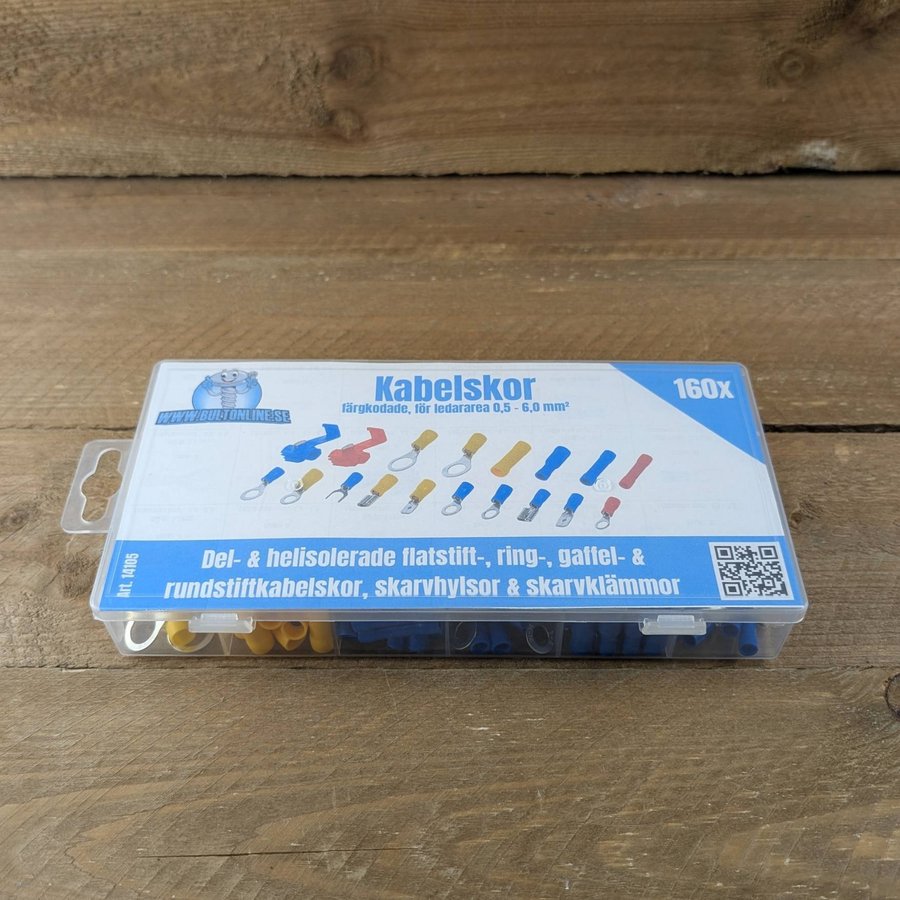 WWW.BULTONLINE.SE
Kabelskor
färgkodade, för ledararea 0,5 - 6,0 mm²
160x
Del- & helisolerade flatstift-, ring-, gaffel- &
rundstiftkabelskor, skarvhylsor & skarvklämmor
Art. 14105